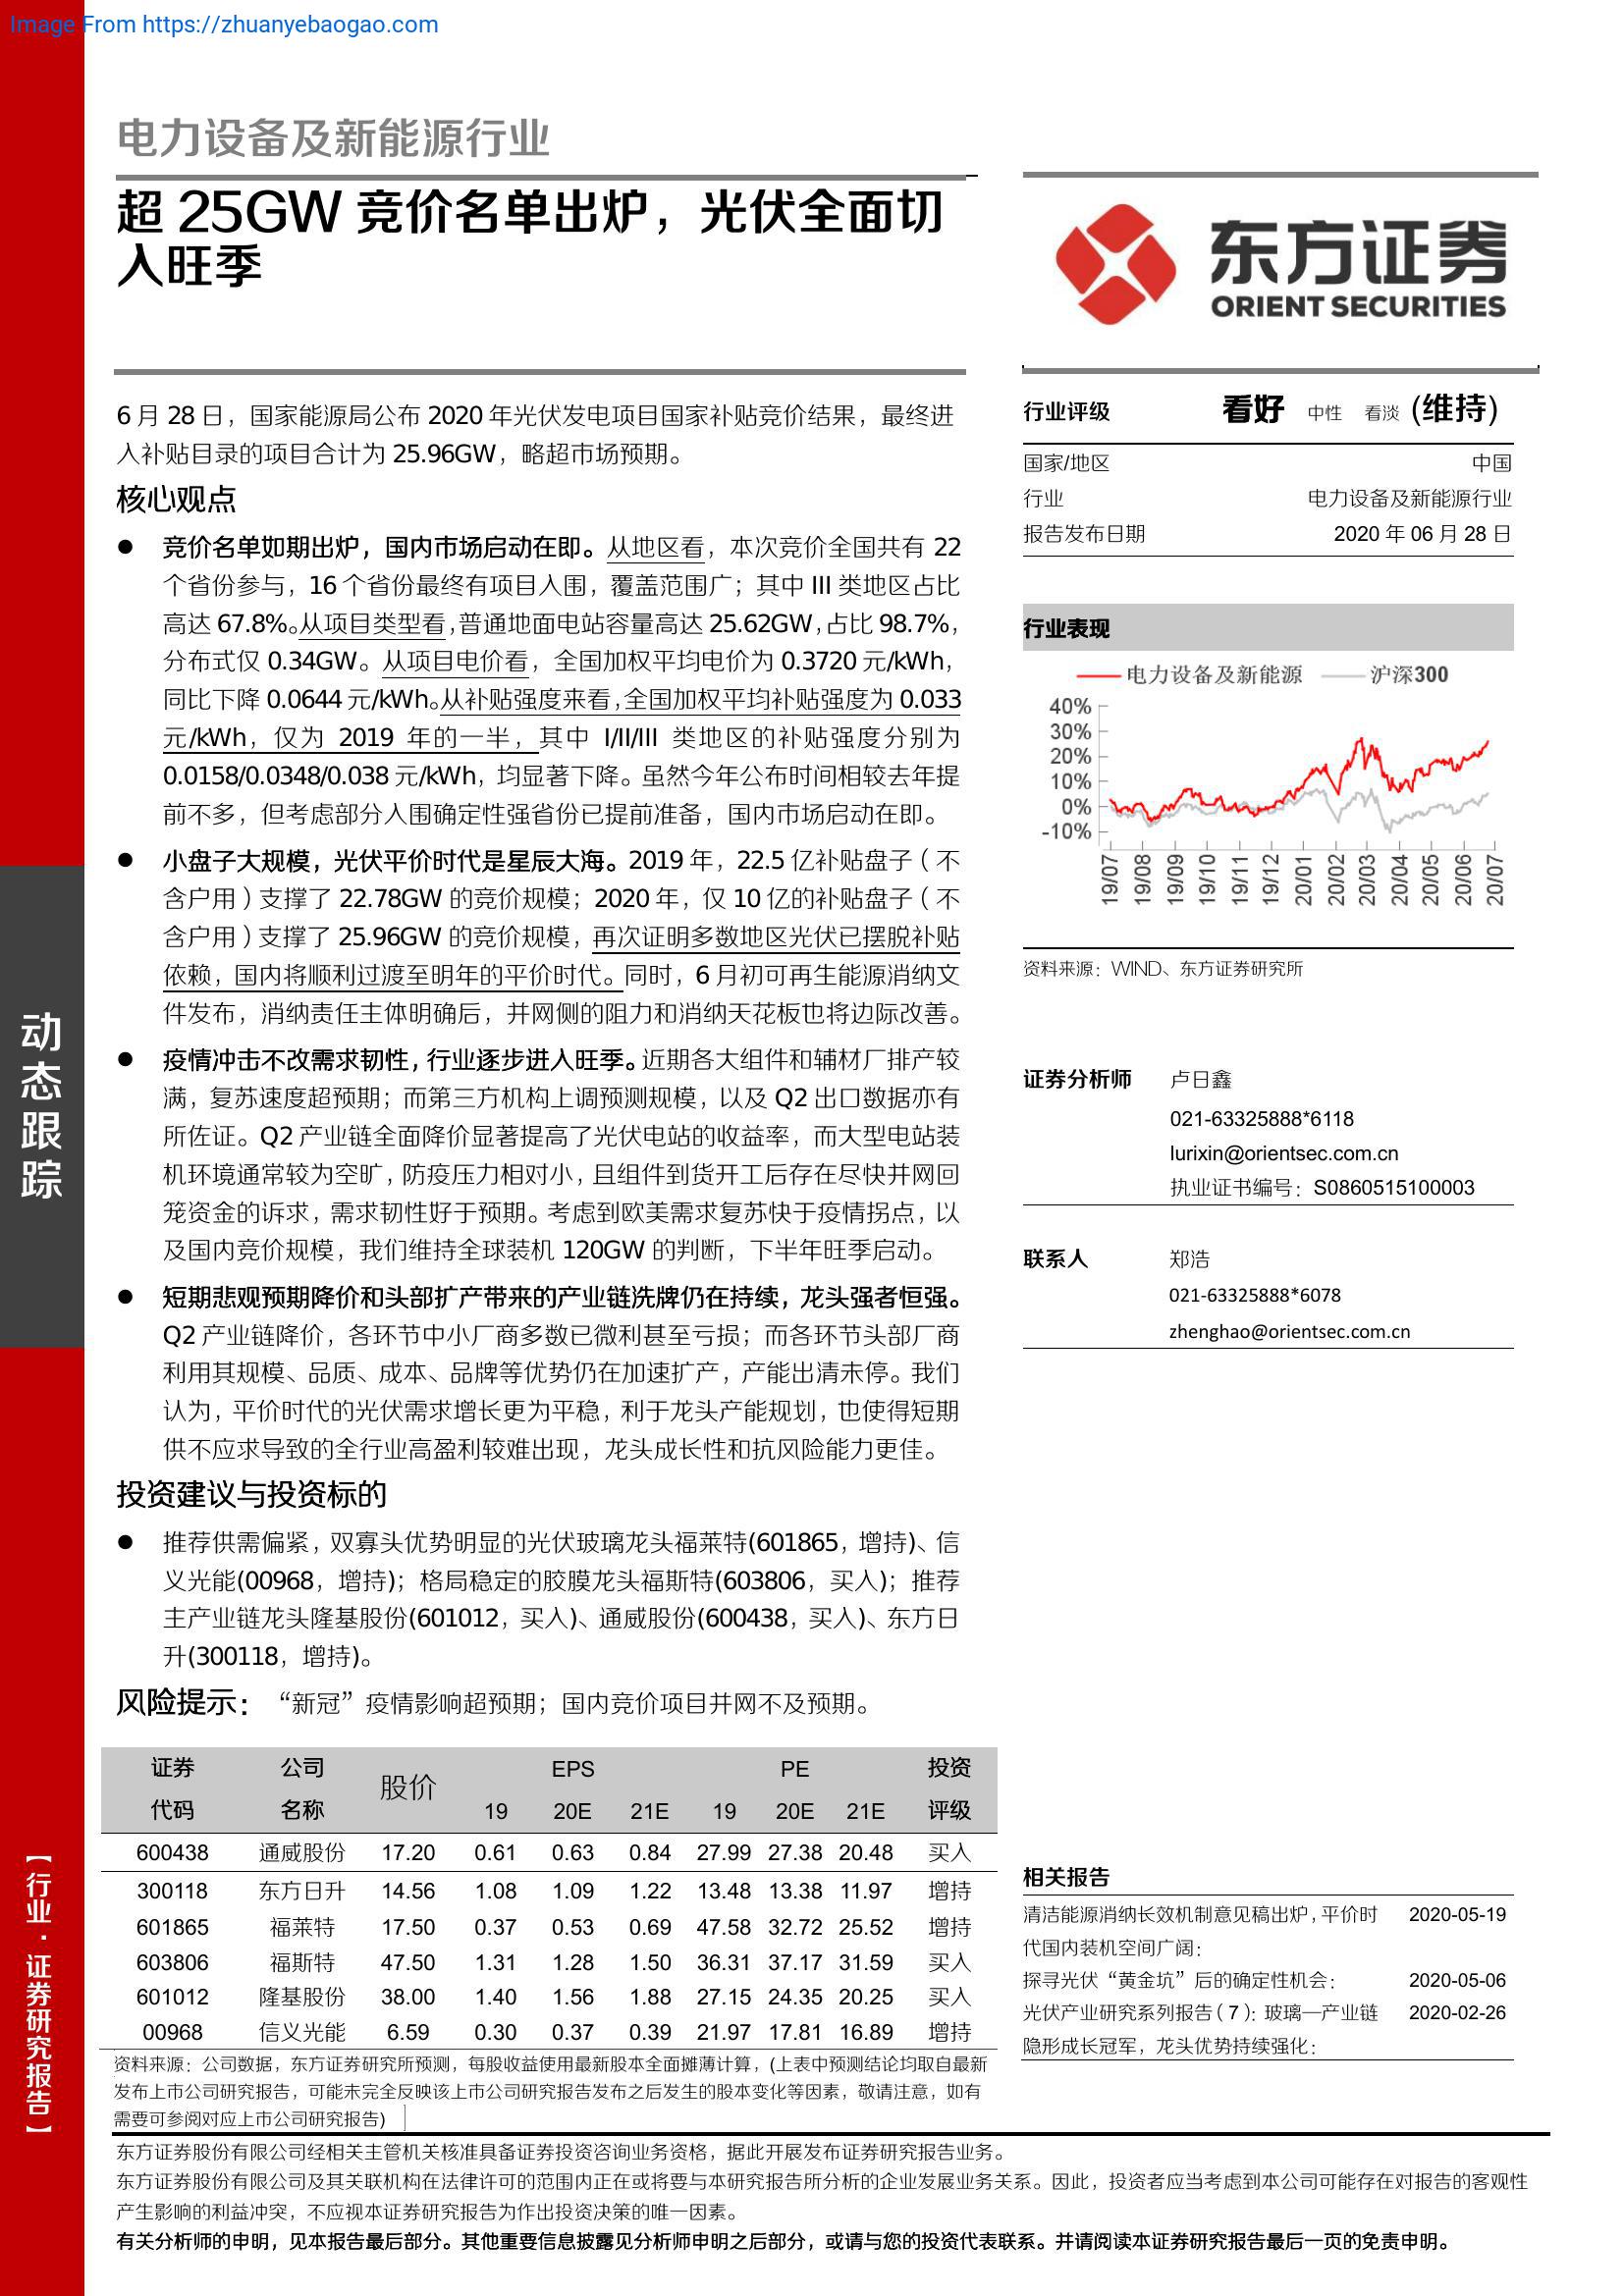 Image From https://zhuanyebaogao.com
电力设备及新能源行业
超 25GW 竞价名单出炉，光伏全面切
入旺季
东方证券
ORIENT SECURITIES
6 月 28 日，国家能源局公布 2020 年光伏发电项目国家补贴竞价结果，最终进
入补贴目录的项目合计为 25.96GW，略超市场预期。
核心观点
● 竞价名单如期出炉，国内市场启动在即。从地区看，本次竞价全国共有 22
个省份参与，16 个省份最终有项目入围，覆盖范围广；其中 III 类地区占比
高达 67.8%。从项目类型看，普通地面电站容量高达 25.62GW，占比 98.7%，
分布式仅 0.34GW。从项目电价看，全国加权平均电价为 0.3720 元/kWh，
同比下降 0.0644 元/kWh。从补贴强度来看，全国加权平均补贴强度为 0.033
元/kWh，仅为 2019 年的一半，其中 I/II/III 类地区的补贴强度分别为
0.0158/0.0348/0.038 元/kWh，均显著下降。虽然今年公布时间相较去年提
前不多，但考虑部分入围确定性强省份已提前准备，国内市场启动在即。
● 小盘子大规模，光伏平价时代是星辰大海。2019 年，22.5 亿补贴盘子（不
含户用）支撑了 22.78GW 的竞价规模；2020 年，仅 10 亿的补贴盘子（不
含户用）支撑了 25.96GW 的竞价规模，再次证明多数地区光伏已摆脱补贴
依赖，国内将顺利过渡至明年的平价时代。同时，6 月初可再生能源消纳文
件发布，消纳责任主体明确后，并网侧的阻力和消纳天花板也将边际改善。
● 疫情冲击不改需求韧性，行业逐步进入旺季。近期各大组件和辅材厂排产较
满，复苏速度超预期；而第三方机构上调预测规模，以及 Q2 出口数据亦有
所佐证。Q2 产业链全面降价显著提高了光伏电站的收益率，而大型电站装
机环境通常较为空旷，防疫压力相对小，且组件到货开工后存在尽快并网回
笼资金的诉求，需求韧性好于预期。考虑到欧美需求复苏快于疫情拐点，以
及国内竞价规模，我们维持全球装机 120GW 的判断，下半年旺季启动。
● 短期悲观预期降价和头部扩产带来的产业链洗牌仍在持续，龙头强者恒强。
Q2 产业链降价，各环节中小厂商多数已微利甚至亏损；而各环节头部厂商
利用其规模、品质、成本、品牌等优势仍在加速扩产，产能出清未停。我们
认为，平价时代的光伏需求增长更为平稳，利于龙头产能规划，也使得短期
供不应求导致的全行业高盈利较难出现，龙头成长性和抗风险能力更佳。
投资建议与投资标的
● 推荐供需偏紧，双寡头优势明显的光伏玻璃龙头福莱特(601865，增持)、信
义光能(00968，增持)；格局稳定的胶膜龙头福斯特(603806，买入)；推荐
主产业链龙头隆基股份(601012，买入)、通威股份(600438，买入)、东方日
升(300118，增持)。
风险提示： “新冠”疫情影响超预期；国内竞价项目并网不及预期。
证券 公司 股价 EPS PE 投资
代码 名称 19 20E 21E 19 20E 21E 评级
600438 通威股份 17.20 0.61 0.63 0.84 27.99 27.38 20.48 买入
300118 东方日升 14.56 1.08 1.09 1.22 13.48 13.38 11.97 增持
601865 福莱特 17.50 0.37 0.53 0.69 47.58 32.72 25.52 增持
603806 福斯特 47.50 1.31 1.28 1.50 36.31 37.17 31.59 买入
601012 隆基股份 38.00 1.40 1.56 1.88 27.15 24.35 20.25 买入
00968 信义光能 6.59 0.30 0.37 0.39 21.97 17.81 16.89 增持
资料来源：公司数据，东方证券研究所预测，每股收益使用最新股本全面摊薄计算，(上表中预测结论均取自最新
发布上市公司研究报告，可能未完全反映该上市公司研究报告发布之后发生的股本变化等因素，敬请注意，如有
需要可参阅对应上市公司研究报告)
行业评级 看好 中性 看淡 (维持)
国家/地区 中国
行业 电力设备及新能源行业
报告发布日期 2020 年 06 月 28 日
行业表现
电力设备及新能源 沪深300
40%
30%
20%
10%
0%
-10%
19/07 19/08 19/09 19/10 19/11 19/12 20/01 20/02 20/03 20/04 20/05 20/06 20/07
资料来源：WIND、东方证券研究所
证券分析师 卢日鑫
021-63325888*6118
lurixin@orientsec.com.cn
执业证书编号：S0860515100003
联系人 郑浩
021-63325888*6078
zhenghao@orientsec.com.cn
相关报告
清洁能源消纳长效机制意见稿出炉，平价时 2020-05-19
代国内装机空间广阔：
探寻光伏“黄金坑”后的确定性机会： 2020-05-06
光伏产业研究系列报告（7）：玻璃—产业链 2020-02-26
隐形成长冠军，龙头优势持续强化：
动态跟踪
【行业·证券研究报告】
东方证券股份有限公司经相关主管机关核准具备证券投资咨询业务资格，据此开展发布证券研究报告业务。
东方证券股份有限公司及其关联机构在法律许可的范围内正在或将要与本研究报告所分析的企业发展业务关系。因此，投资者应当考虑到本公司可能存在对报告的客观性
产生影响的利益冲突，不应视本证券研究报告为作出投资决策的唯一因素。
有关分析师的申明，见本报告最后部分。其他重要信息披露见分析师申明之后部分，或请与您的投资代表联系。并请阅读本证券研究报告最后一页的免责申明。